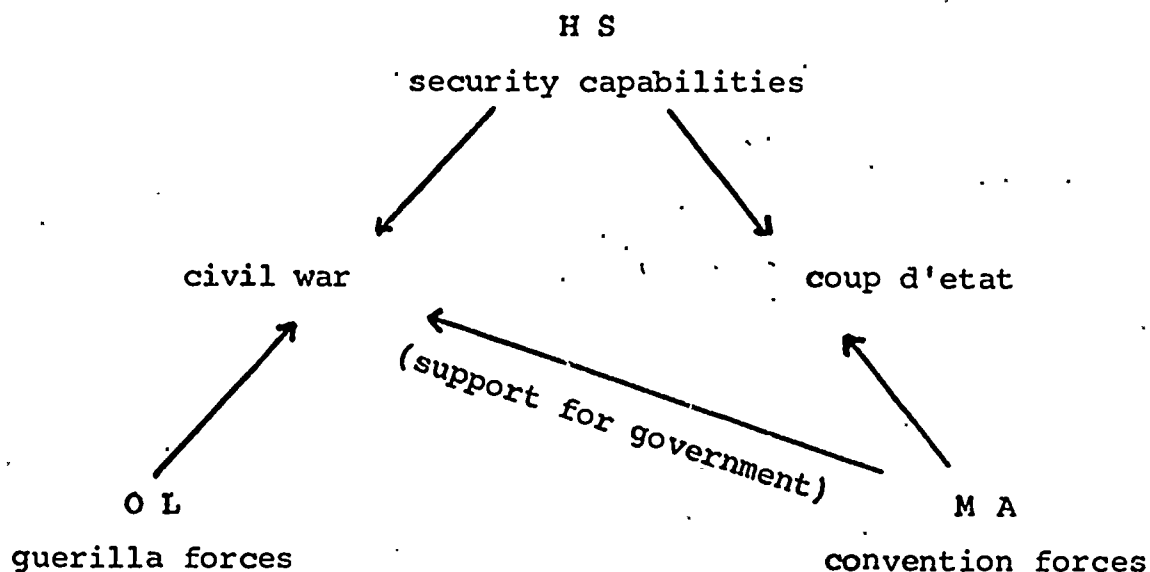 H S
security capabilities
civil war
coup d'etat
(support for government)
O L
M A
guerilla forces
convention forces